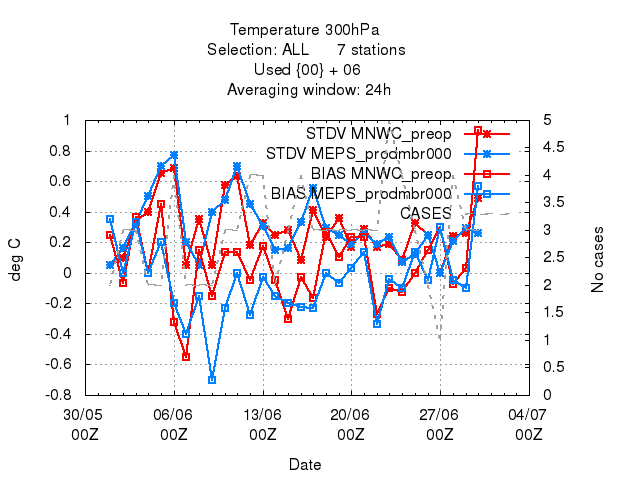 Temperature 300hPa
Selection: ALL 7 stations
Used {00} + 06
Averaging window: 24h
STDV MNWC_preop
STDV MEPS_prodmbr000
BIAS MNWC_preop
BIAS MEPS_prodmbr000
CASES
deg C
1
0.8
0.6
0.4
0.2
0
-0.2
-0.4
-0.6
-0.8
No cases
5
4.5
4
3.5
3
2.5
2
1.5
1
0.5
0
30/05 06/06 13/06 20/06 27/06 04/07
00Z 00Z 00Z 00Z 00Z 00Z
Date